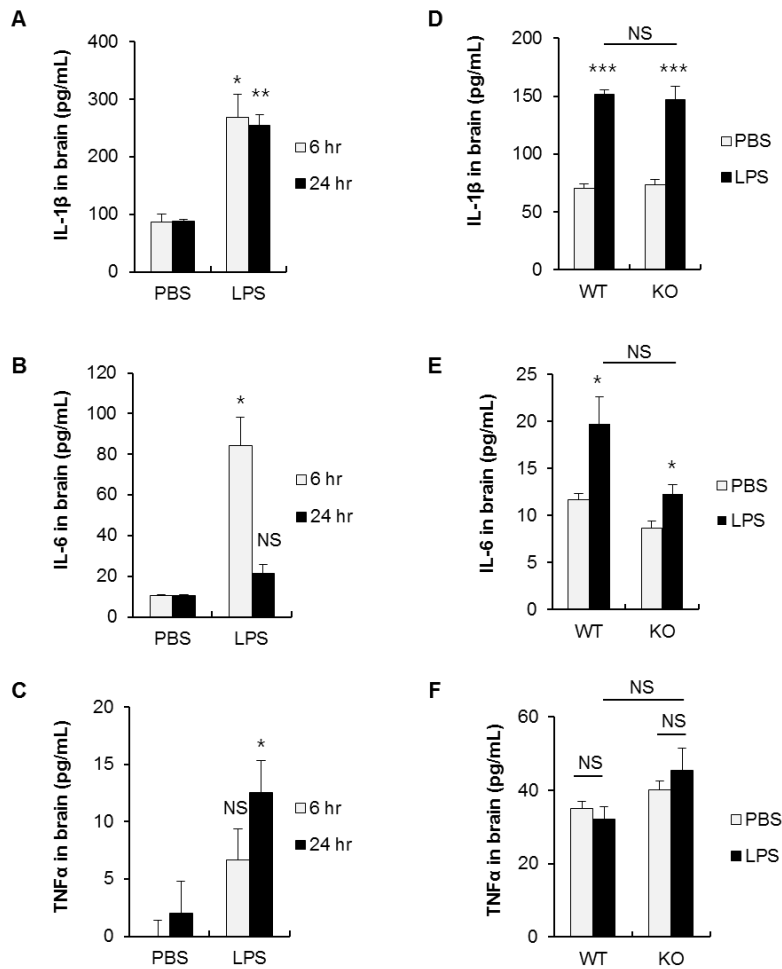 A
IL-1β in brain (pg/mL)
400
300
200
100
0
*
**
6 hr
24 hr
PBS LPS
D
IL-1β in brain (pg/mL)
200
150
100
50
0
NS
***
***
PBS
LPS
WT KO
B
IL-6 in brain (pg/mL)
120
100
80
60
40
20
0
*
NS
6 hr
24 hr
PBS LPS
E
IL-6 in brain (pg/mL)
25
20
15
10
5
0
NS
*
*
PBS
LPS
WT KO
C
TNFα in brain (pg/mL)
20
15
10
5
0
NS
*
6 hr
24 hr
PBS LPS
F
TNFα in brain (pg/mL)
60
40
20
0
NS
NS
NS
PBS
LPS
WT KO